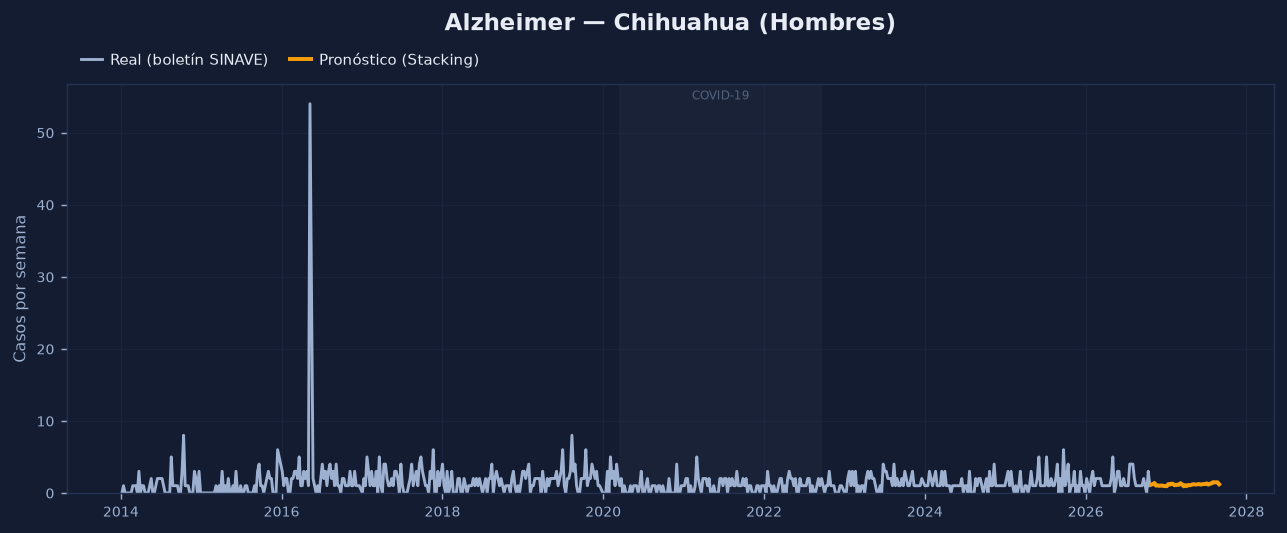 Alzheimer — Chihuahua (Hombres)
Real (boletín SINAVE)
Pronóstico (Stacking)
COVID-19
Casos por semana
50
40
30
20
10
0
2014
2016
2018
2020
2022
2024
2026
2028